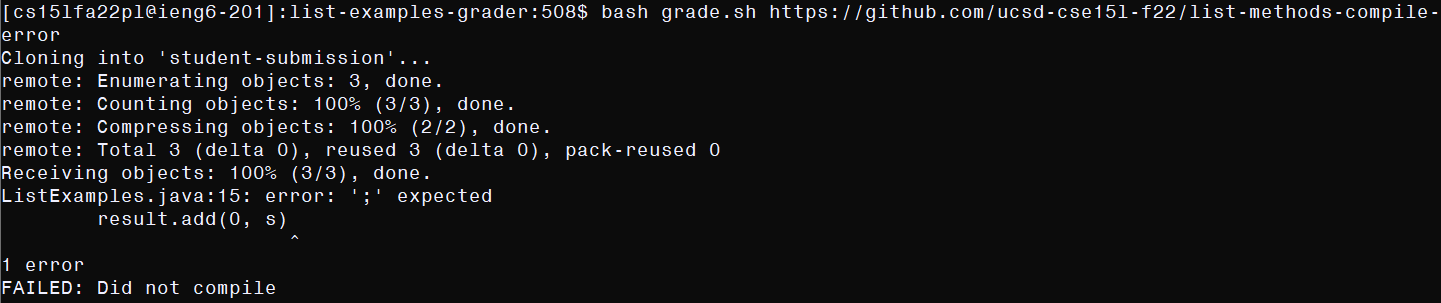 [cs15lfa22pl@ieng6-201]:list-examples-grader:508$ bash grade.sh https://github.com/ucsd-cse15l-f22/list-methods-compile-
error
Cloning into 'student-submission'...
remote: Enumerating objects: 3, done.
remote: Counting objects: 100% (3/3), done.
remote: Compressing objects: 100% (2/2), done.
remote: Total 3 (delta 0), reused 3 (delta 0), pack-reused 0
Receiving objects: 100% (3/3), done.
ListExamples.java:15: error: ';' expected
        result.add(0, s)
                        ^
1 error
FAILED: Did not compile